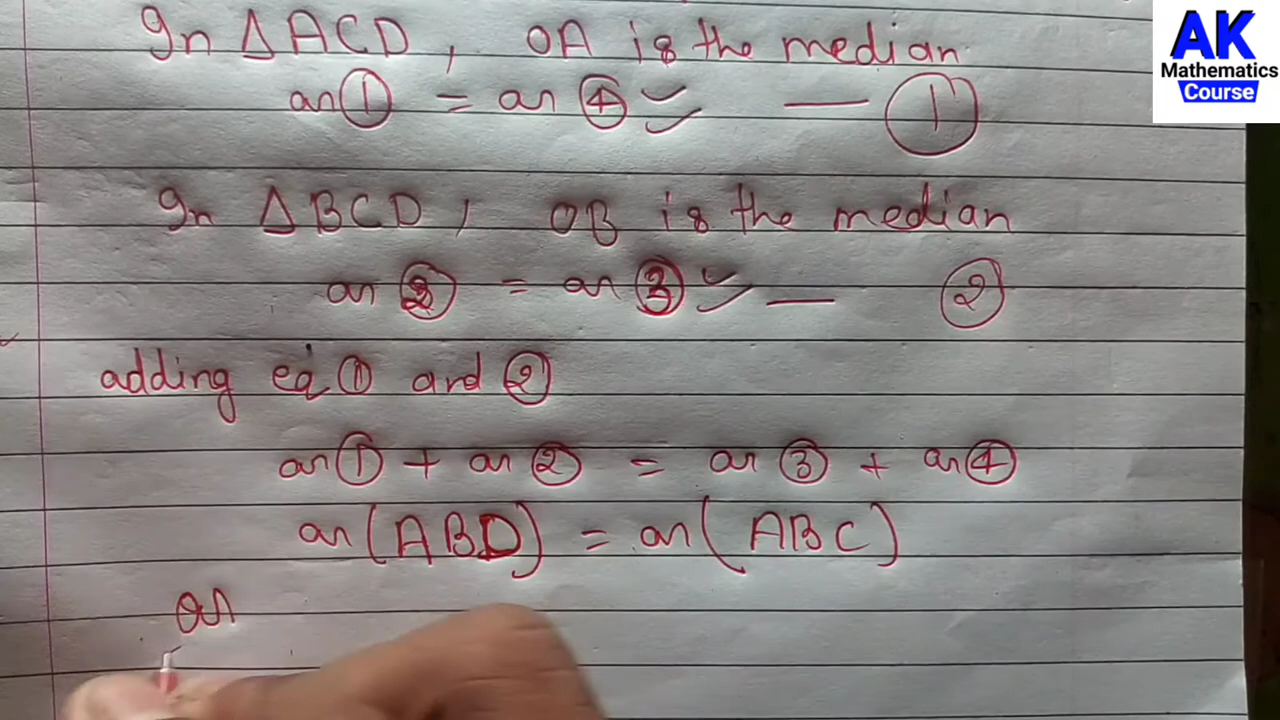 In ΔACD, OA is the median
ar ① = ar ④ — ①
In ΔBCD, OB is the median
ar ② = ar ③ — ②
adding eq ① and ②
ar ① + ar ② = ar ③ + ar ④
ar(ABD) = ar(ABC)
or
AK
Mathematics
Course